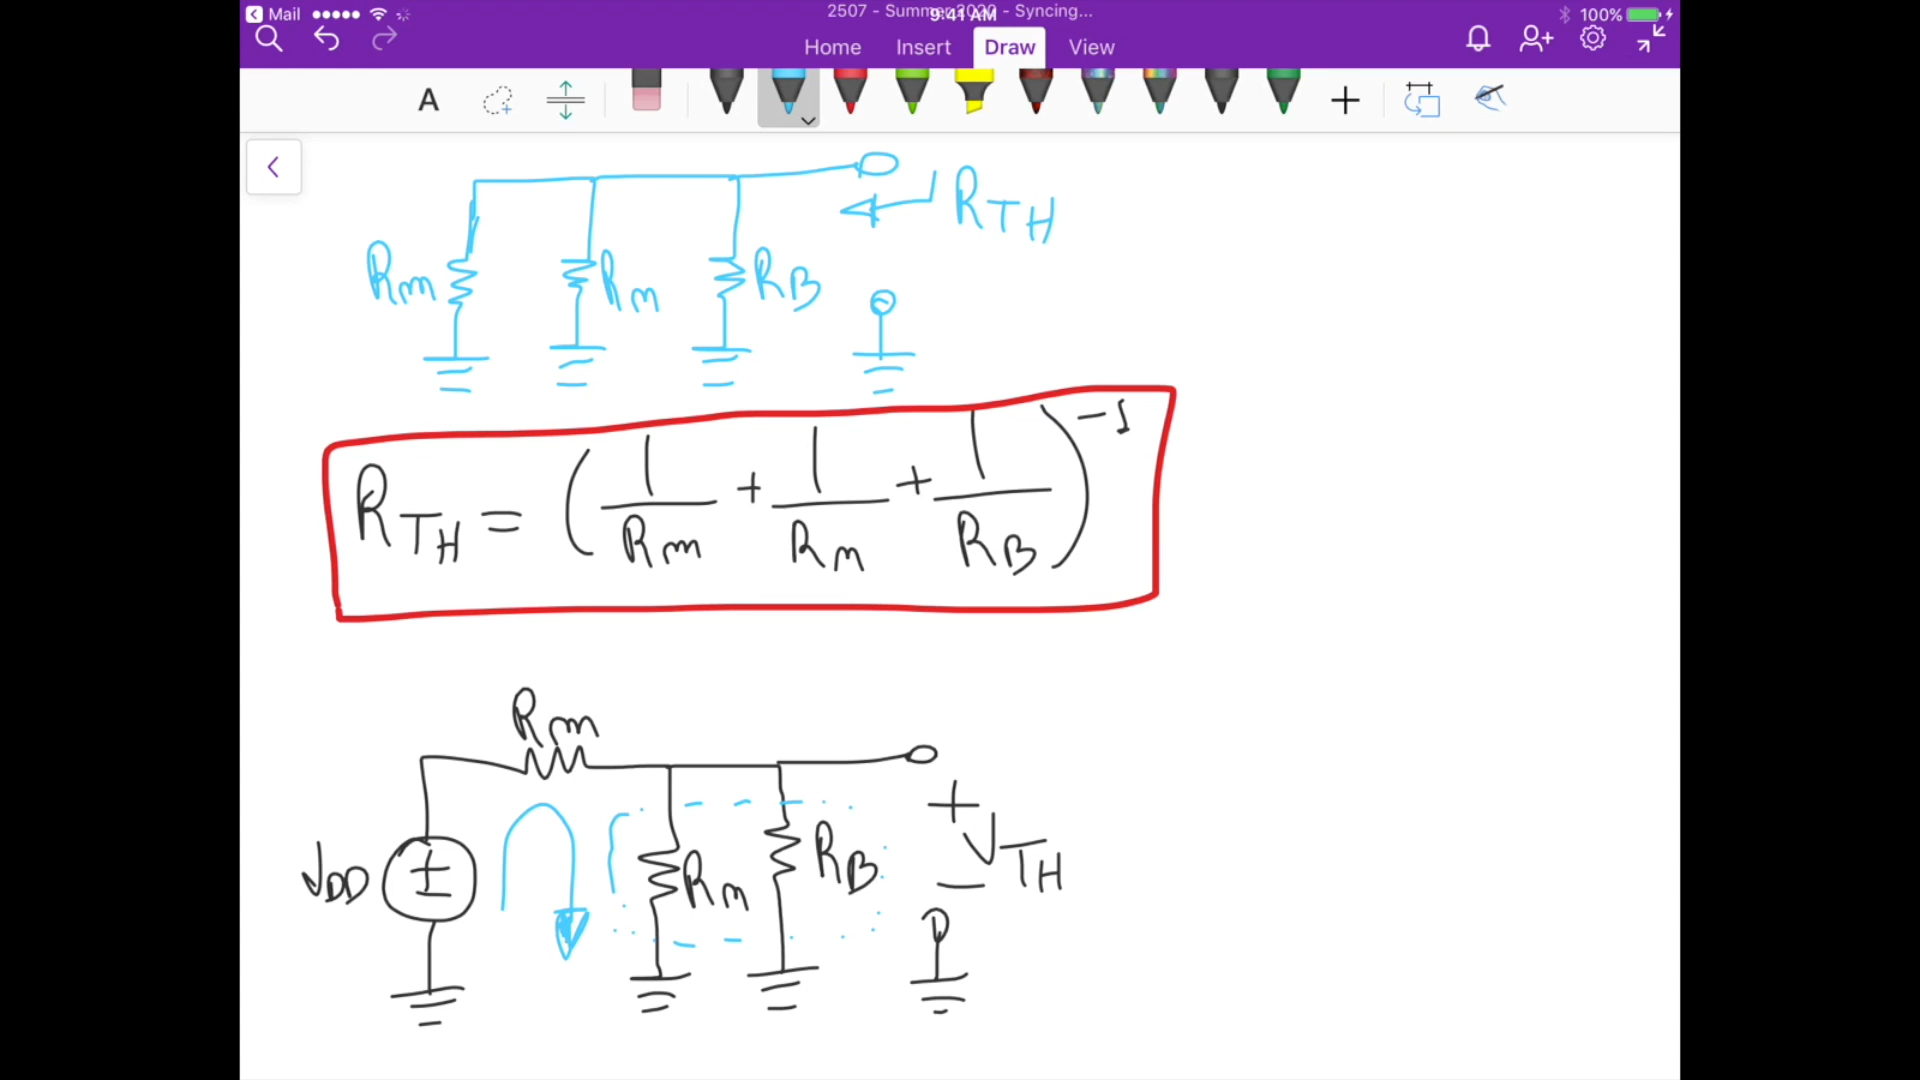 Mail 2507 - Summer 2020 - Syncing... 9:41 AM 100%
Home Insert Draw View
A
R_TH
R_m R_m R_B
R_TH = (1/R_m + 1/R_m + 1/R_B)^-1
R_m
+
V_DD ± R_m R_B V_TH
−